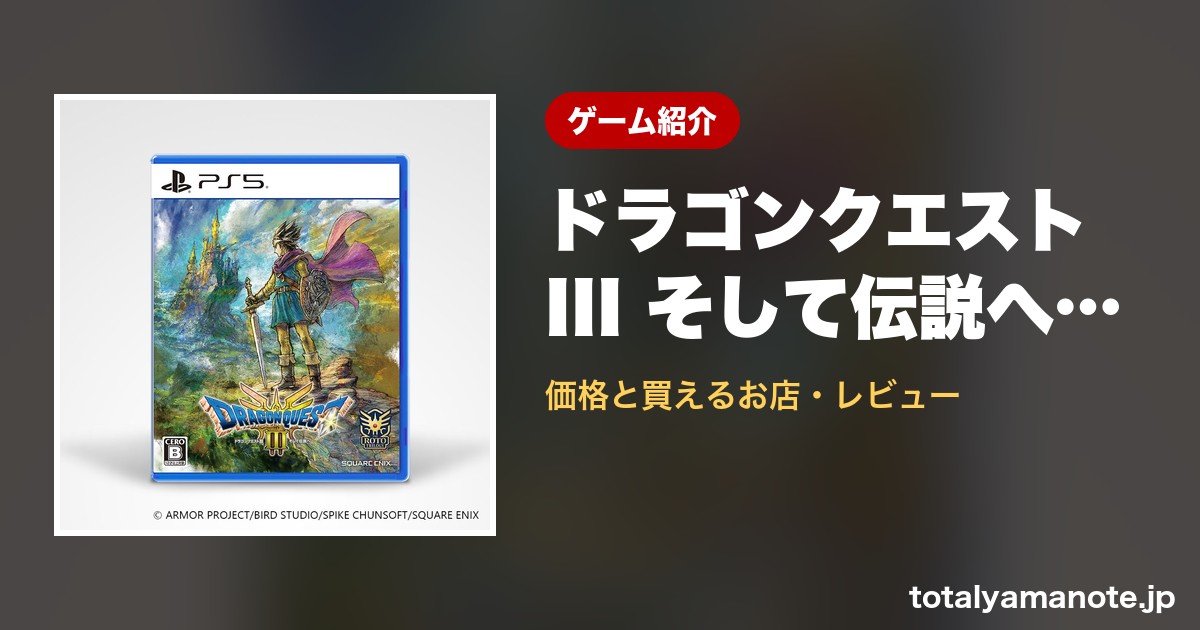 PS5
DRAGON QUEST
III
ROTO
CERO
B
SQUARE ENIX
© ARMOR PROJECT/BIRD STUDIO/SPIKE CHUNSOFT/SQUARE ENIX
ゲーム紹介
ドラゴンクエスト
III そして伝説へ…
価格と買えるお店・レビュー
totalyamanote.jp